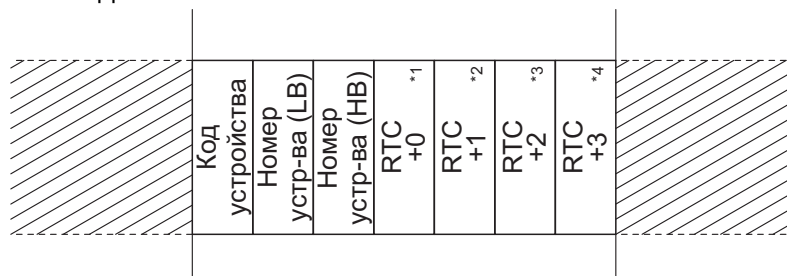 Код
устройства
Номер
устр-ва (LB)
Номер
устр-ва (HB)
RTC
+0 *1
RTC
+1 *2
RTC
+2 *3
RTC
+3 *4